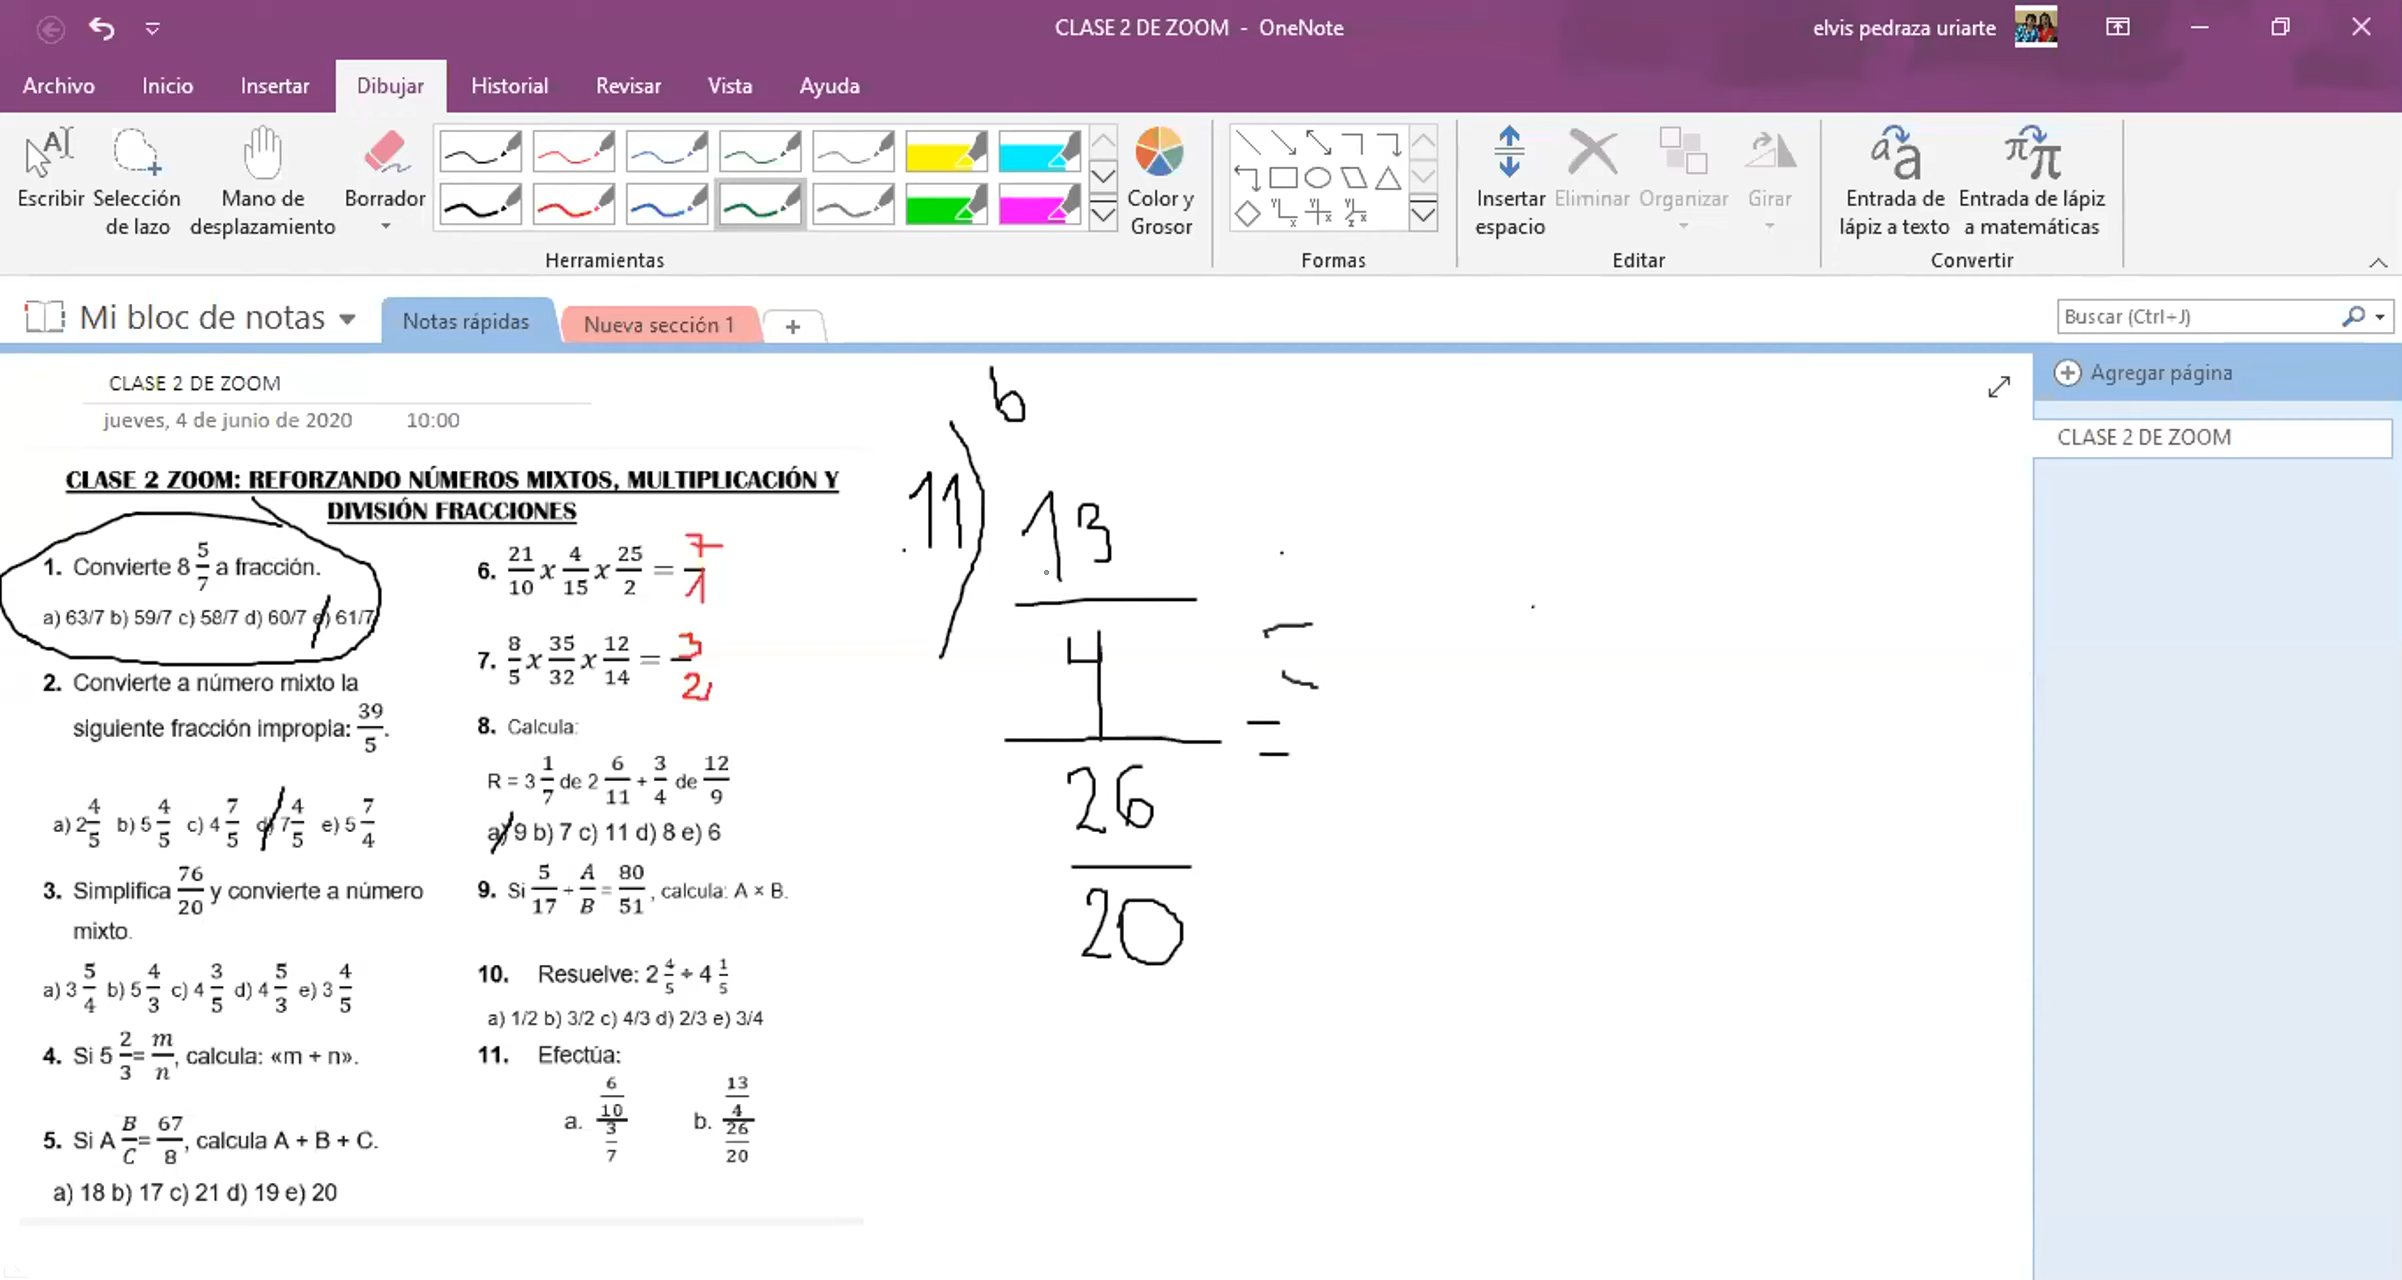 CLASE 2 DE ZOOM - OneNote
elvis pedraza uriarte
Archivo Inicio Insertar Dibujar Historial Revisar Vista Ayuda
Escribir
Selección de lazo
Mano de desplazamiento
Borrador
Color y Grosor
Insertar espacio
Eliminar
Organizar
Girar
Entrada de lápiz a texto
Entrada de lápiz a matemáticas
Herramientas
Formas
Editar
Convertir
Mi bloc de notas
Notas rápidas
Nueva sección 1
+
Buscar (Ctrl+J)
Agregar página
CLASE 2 DE ZOOM
CLASE 2 DE ZOOM
jueves, 4 de junio de 2020 10:00
CLASE 2 ZOOM: REFORZANDO NÚMEROS MIXTOS, MULTIPLICACIÓN Y
DIVISIÓN FRACCIONES
1. Convierte 8 5/7 a fracción.
a) 63/7 b) 59/7 c) 58/7 d) 60/7 e) 61/7
2. Convierte a número mixto la
siguiente fracción impropia: 39/5.
a) 2 4/5 b) 5 4/5 c) 4 7/5 d) 7 4/5 e) 5 7/4
3. Simplifica 76/20 y convierte a número
mixto.
a) 3 5/4 b) 5 4/3 c) 4 3/5 d) 4 5/3 e) 3 4/5
4. Si 5 2/3 = m/n, calcula: «m + n».
5. Si A B/C = 67/8, calcula A + B + C.
a) 18 b) 17 c) 21 d) 19 e) 20
6. 21/10 x 4/15 x 25/2 = 7/1
7. 8/5 x 35/32 x 12/14 = 3/2
8. Calcula:
R = 3 1/7 de 2 6/11 + 3/4 de 12/9
a) 9 b) 7 c) 11 d) 8 e) 6
9. Si 5/17 ÷ A/B = 80/51, calcula: A × B.
10. Resuelve: 2 4/5 ÷ 4 1/5
a) 1/2 b) 3/2 c) 4/3 d) 2/3 e) 3/4
11. Efectúa:
a. 6/10 / 3/7 b. 13/4 / 26/20
b
11)
13
4
=
26
20